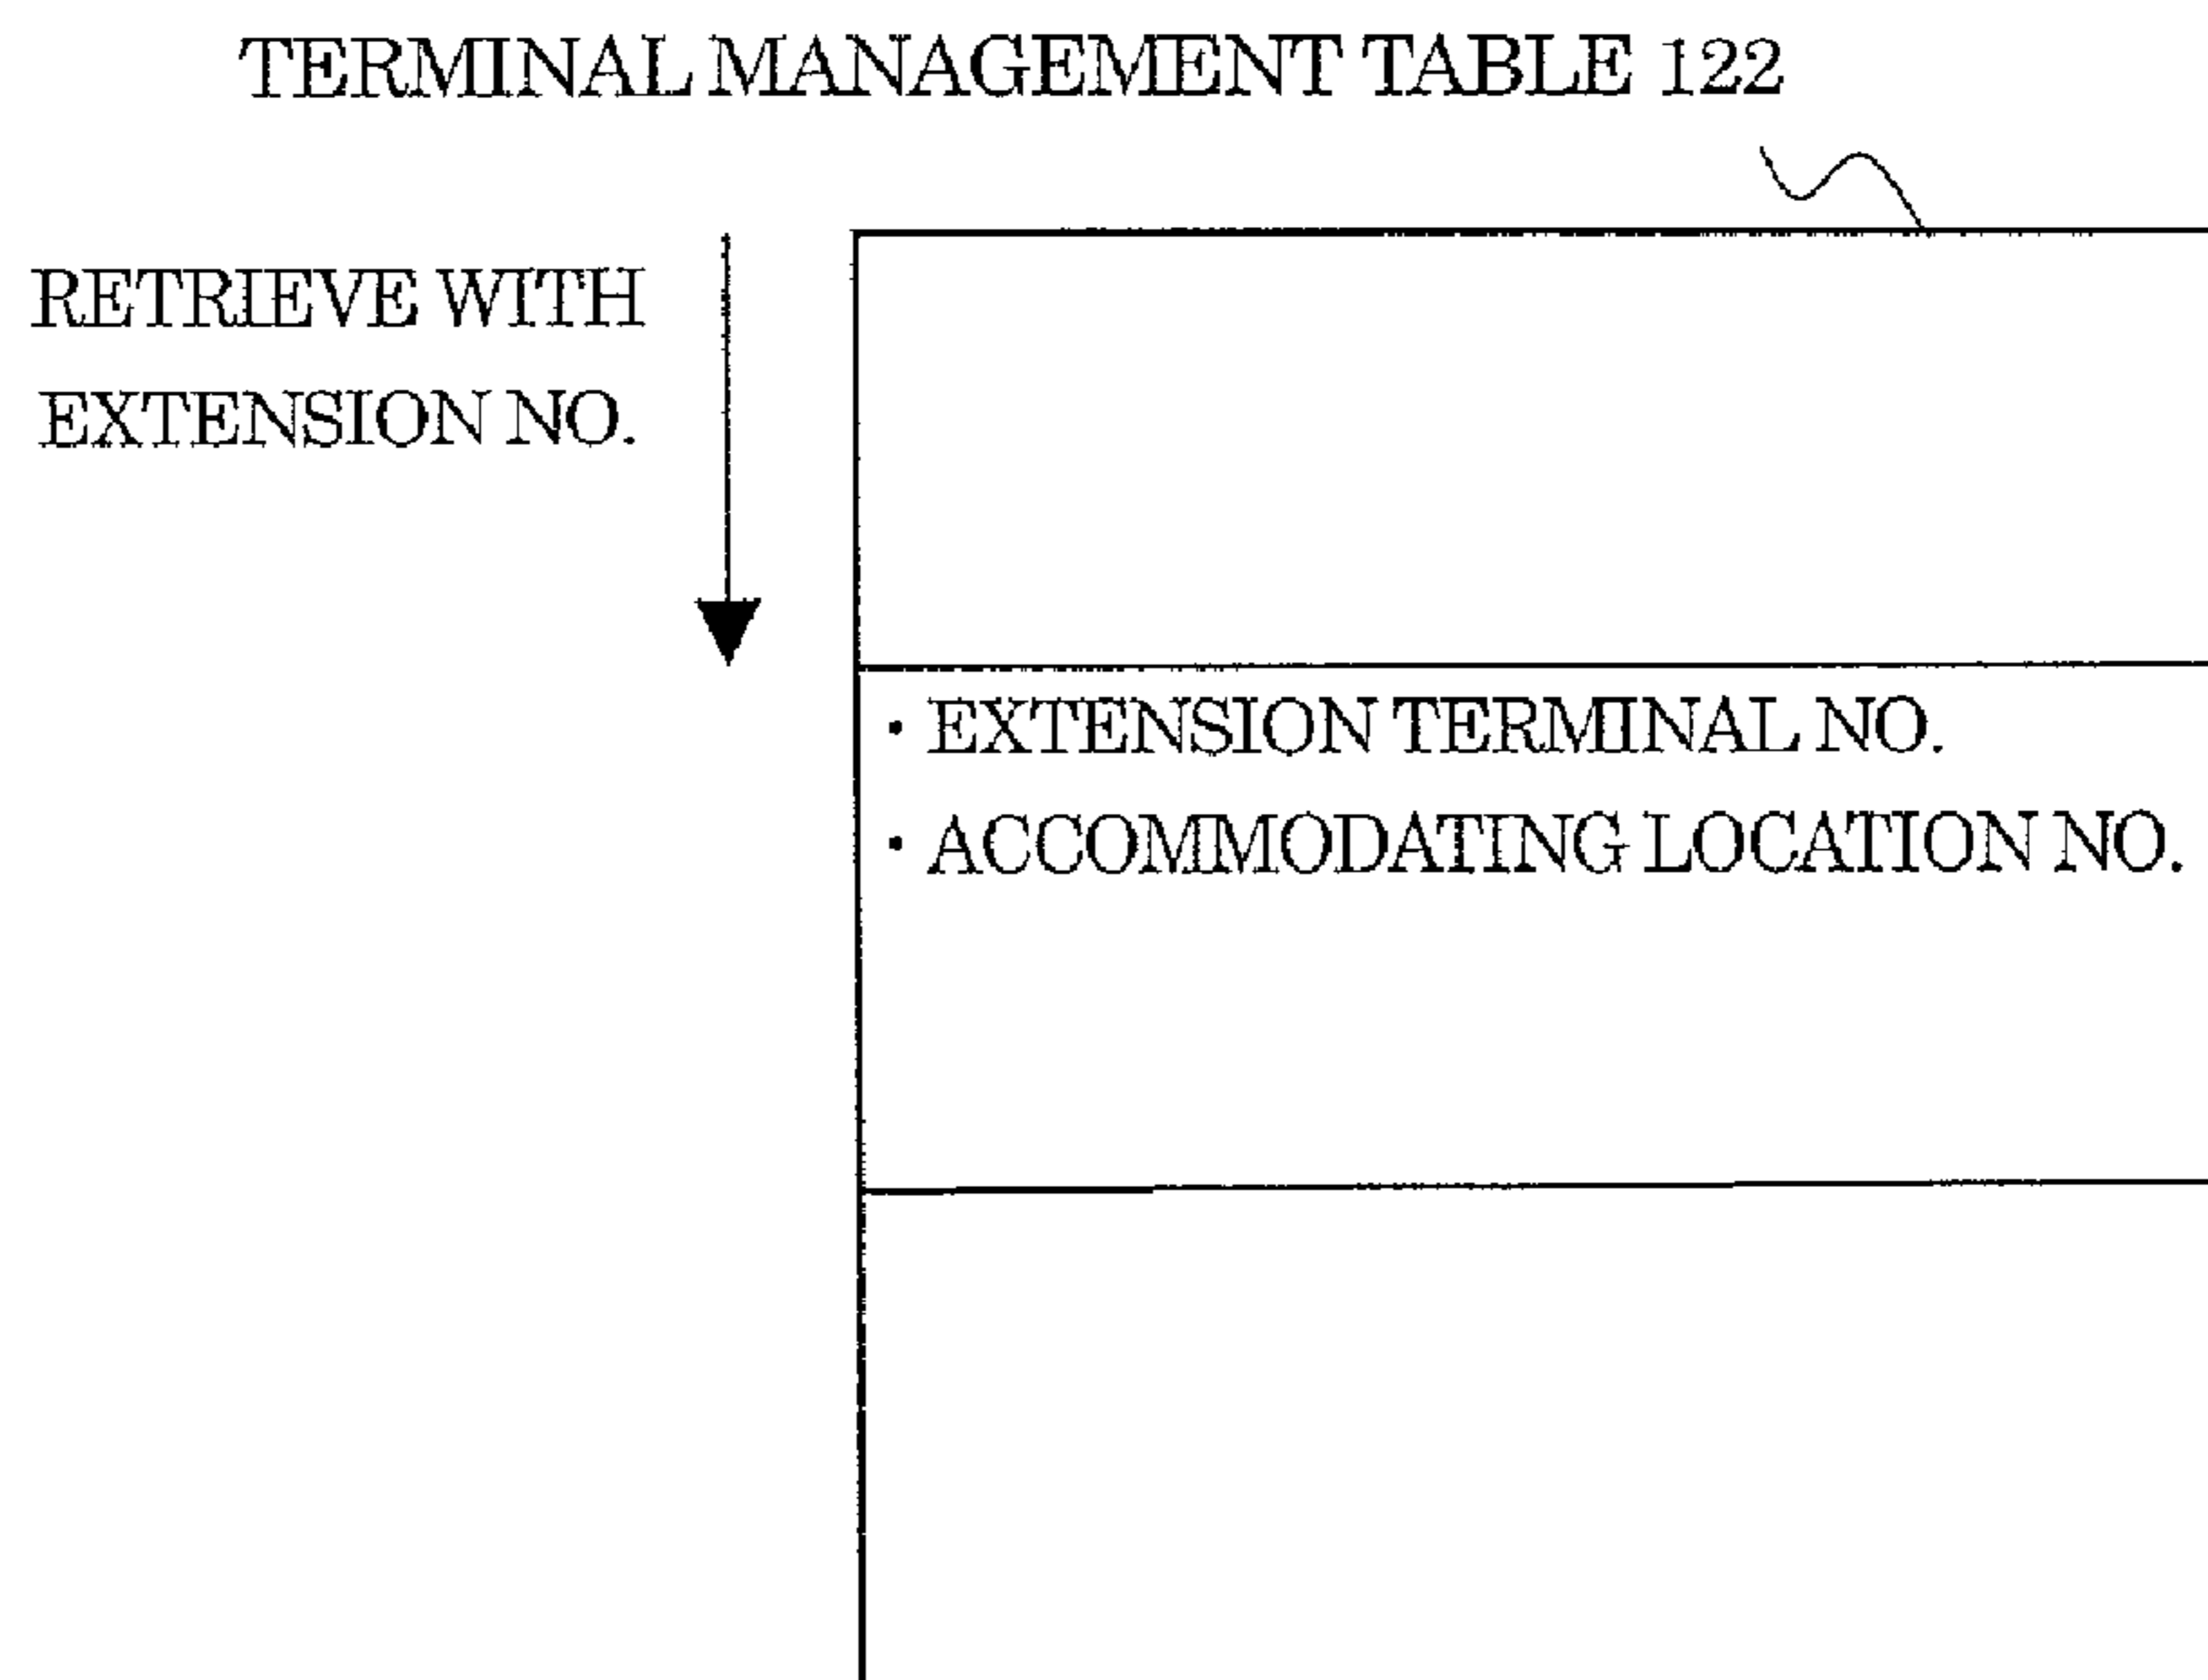 TERMINAL MANAGEMENT TABLE 122
RETRIEVE WITH
EXTENSION NO.
・EXTENSION TERMINAL NO.
・ACCOMMODATING LOCATION NO.